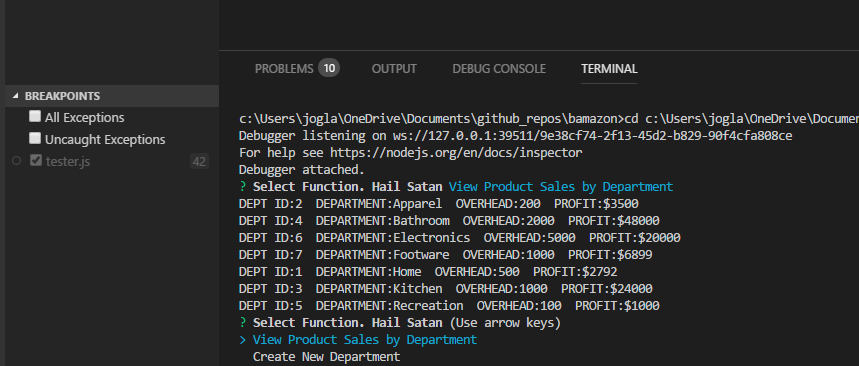 PROBLEMS 10 OUTPUT DEBUG CONSOLE TERMINAL
BREAKPOINTS
All Exceptions
Uncaught Exceptions
tester.js 42
c:\Users\jogla\OneDrive\Documents\github_repos\bamazon>cd c:\Users\jogla\OneDrive\Documen
Debugger listening on ws://127.0.0.1:39511/9e38cf74-2f13-45d2-b829-90f4cfa808ce
For help see https://nodejs.org/en/docs/inspector
Debugger attached.
? Select Function. Hail Satan View Product Sales by Department
DEPT ID:2  DEPARTMENT:Apparel  OVERHEAD:200  PROFIT:$3500
DEPT ID:4  DEPARTMENT:Bathroom  OVERHEAD:2000  PROFIT:$48000
DEPT ID:6  DEPARTMENT:Electronics  OVERHEAD:5000  PROFIT:$20000
DEPT ID:7  DEPARTMENT:Footware  OVERHEAD:1000  PROFIT:$6899
DEPT ID:1  DEPARTMENT:Home  OVERHEAD:500  PROFIT:$2792
DEPT ID:3  DEPARTMENT:Kitchen  OVERHEAD:1000  PROFIT:$24000
DEPT ID:5  DEPARTMENT:Recreation  OVERHEAD:100  PROFIT:$1000
? Select Function. Hail Satan (Use arrow keys)
> View Product Sales by Department
Create New Department